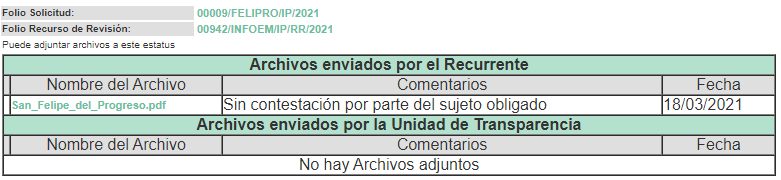 Folio Solicitud: 00009/FELIPRO/IP/2021
Folio Recurso de Revisión: 00942/INFOEM/IP/RR/2021
Puede adjuntar archivos a este estatus
Archivos enviados por el Recurrente
Nombre del Archivo Comentarios Fecha
San_Felipe_del_Progreso.pdf Sin contestación por parte del sujeto obligado 18/03/2021
Archivos enviados por la Unidad de Transparencia
Nombre del Archivo Comentarios Fecha
No hay Archivos adjuntos